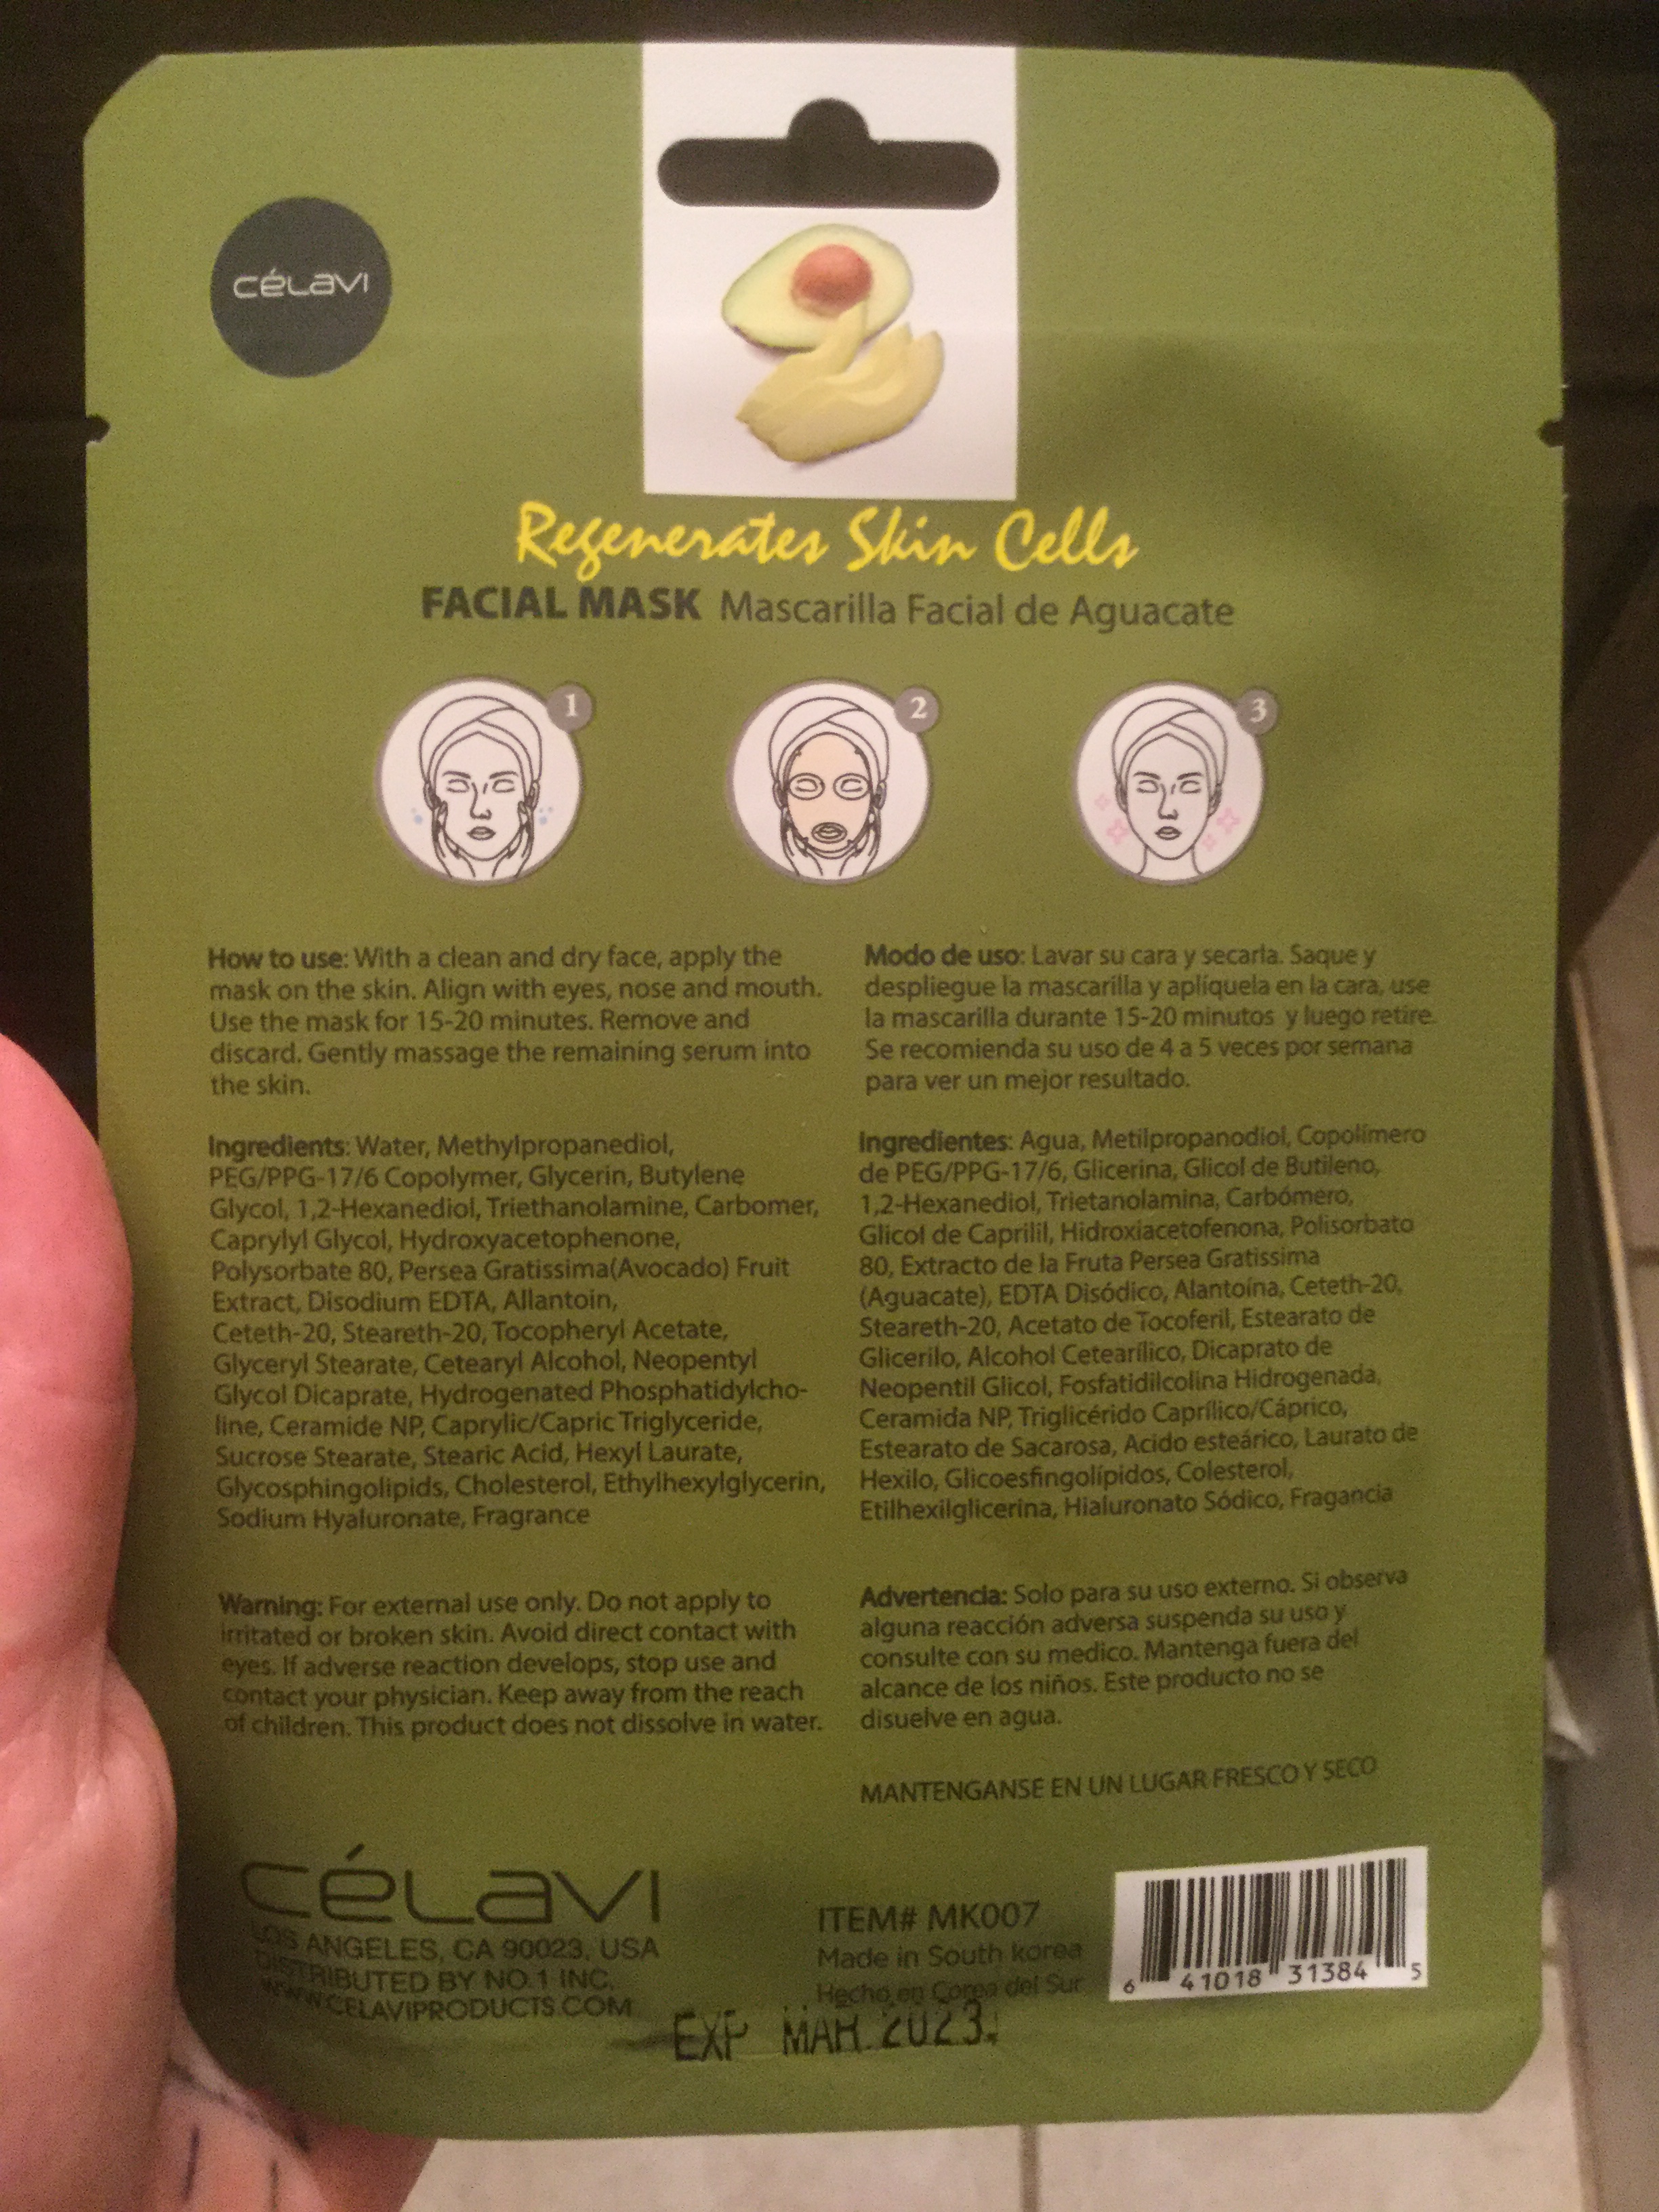 CÉLAVI
Regenerates Skin Cells
FACIAL MASK Mascarilla Facial de Aguacate
1
2
3
How to use: With a clean and dry face, apply the
mask on the skin. Align with eyes, nose and mouth.
Use the mask for 15-20 minutes. Remove and
discard. Gently massage the remaining serum into
the skin.
Ingredients: Water, Methylpropanediol,
PEG/PPG-17/6 Copolymer, Glycerin, Butylene
Glycol, 1,2-Hexanediol, Triethanolamine, Carbomer,
Caprylyl Glycol, Hydroxyacetophenone,
Polysorbate 80, Persea Gratissima(Avocado) Fruit
Extract, Disodium EDTA, Allantoin,
Ceteth-20, Steareth-20, Tocopheryl Acetate,
Glyceryl Stearate, Cetearyl Alcohol, Neopentyl
Glycol Dicaprate, Hydrogenated Phosphatidylcho-
line, Ceramide NP, Caprylic/Capric Triglyceride,
Sucrose Stearate, Stearic Acid, Hexyl Laurate,
Glycosphingolipids, Cholesterol, Ethylhexylglycerin,
Sodium Hyaluronate, Fragrance
Warning: For external use only. Do not apply to
irritated or broken skin. Avoid direct contact with
eyes. If adverse reaction develops, stop use and
contact your physician. Keep away from the reach
of children. This product does not dissolve in water.
Modo de uso: Lavar su cara y secarla. Saque y
despliegue la mascarilla y aplíquela en la cara, use
la mascarilla durante 15-20 minutos y luego retire.
Se recomienda su uso de 4 a 5 veces por semana
para ver un mejor resultado.
Ingredientes: Agua, Metilpropanodiol, Copolímero
de PEG/PPG-17/6, Glicerina, Glicol de Butileno,
1,2-Hexanediol, Trietanolamina, Carbómero,
Glicol de Caprilil, Hidroxiacetofenona, Polisorbato
80, Extracto de la Fruta Persea Gratissima
(Aguacate), EDTA Disódico, Alantoína, Ceteth-20,
Steareth-20, Acetato de Tocoferil, Estearato de
Glicerilo, Alcohol Cetearílico, Dicaprato de
Neopentil Glicol, Fosfatidilcolina Hidrogenada,
Ceramida NP, Triglicérido Caprílico/Cáprico,
Estearato de Sacarosa, Acido esteárico, Laurato de
Hexilo, Glicoesfingolípidos, Colesterol,
Etilhexilglicerina, Hialuronato Sódico, Fragancia
Advertencia: Solo para su uso externo. Si observa
alguna reacción adversa suspenda su uso y
consulte con su medico. Mantenga fuera del
alcance de los niños. Este producto no se
disuelve en agua.
MANTENGANSE EN UN LUGAR FRESCO Y SECO
CÉLAVI
LOS ANGELES, CA 90023, USA
DISTRIBUTED BY NO.1 INC.
WWW.CELAVIPRODUCTS.COM
ITEM# MK007
Made in South korea
Hecho en Corea del Sur
6 41018 31384 5
EXP MAR.2023.